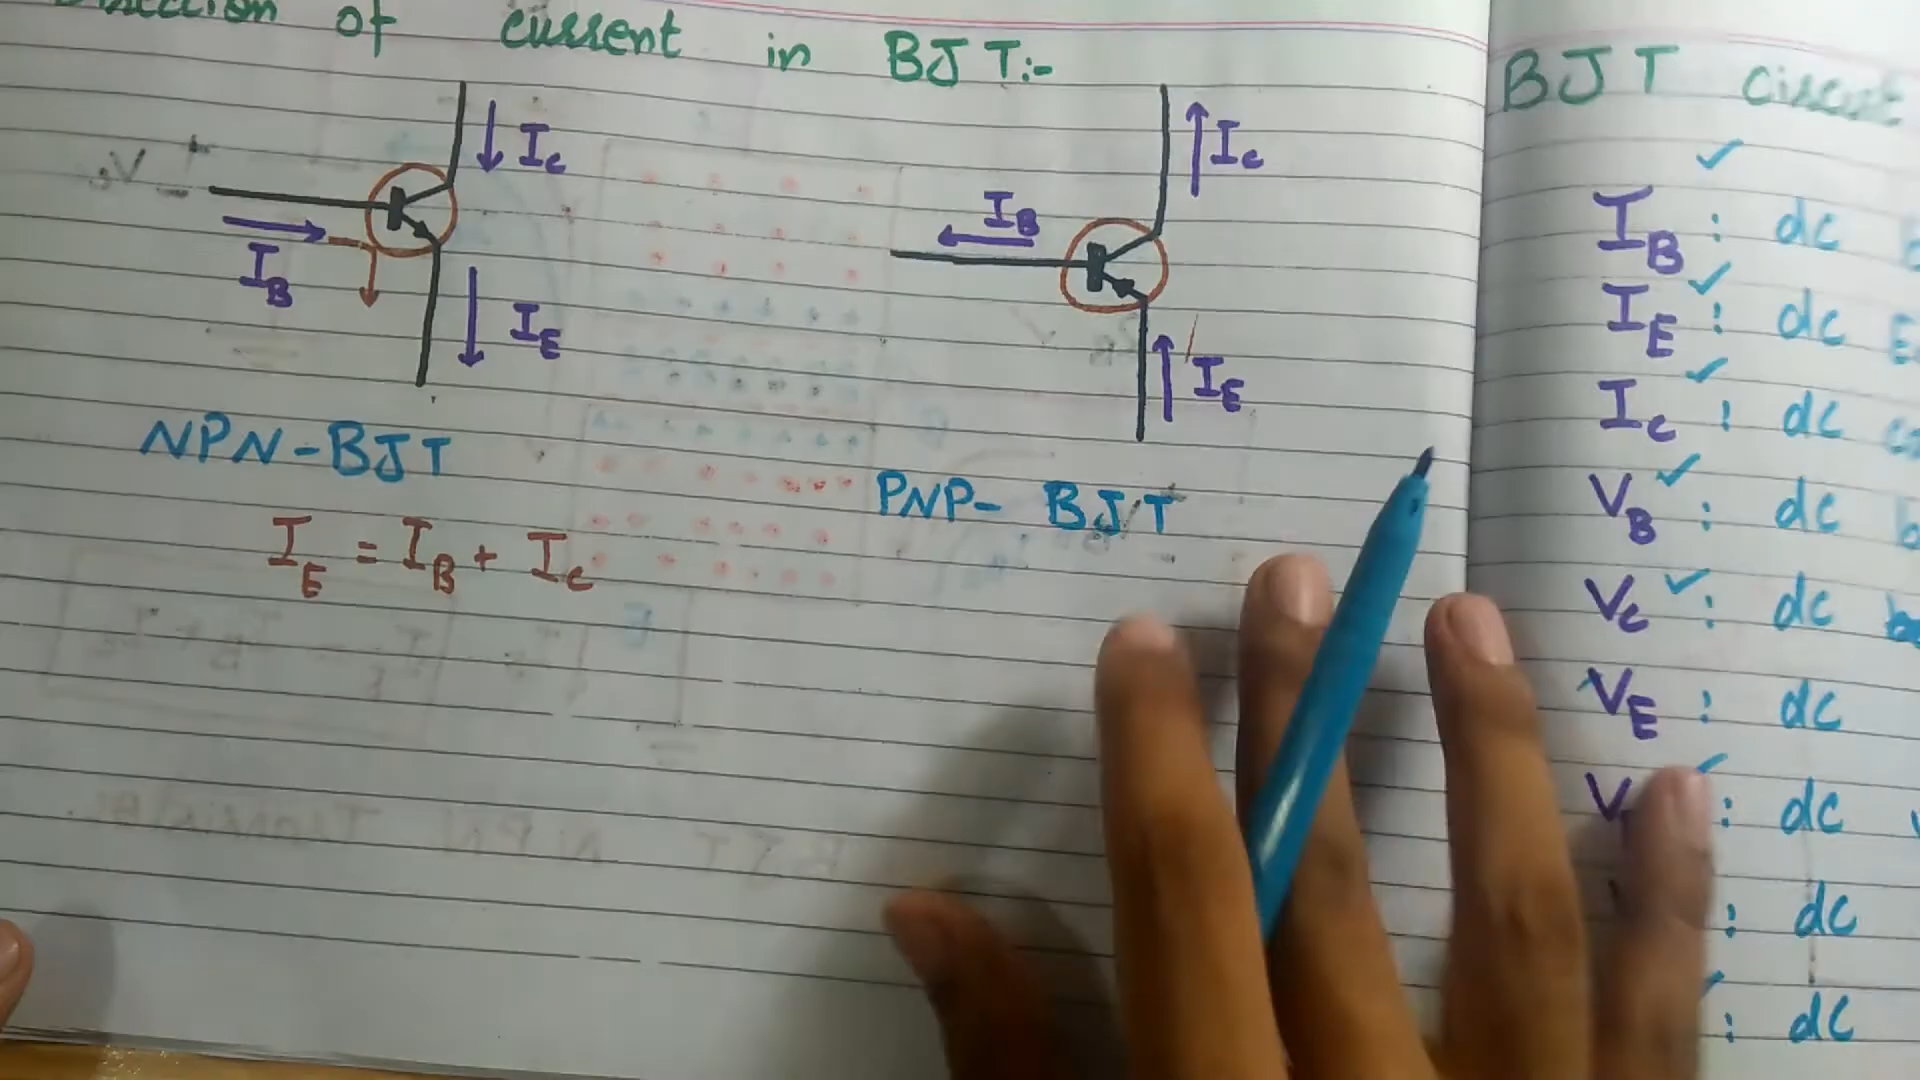 of current in BJT:-
Ic
IB
IE
NPN-BJT
IE = IB + Ic
Ic
IB
IE
PNP- BJT
BJT
IB : dc
IE : dc
Ic : dc
VB : dc
Vc : dc
VE : dc
: dc
: dc
: dc